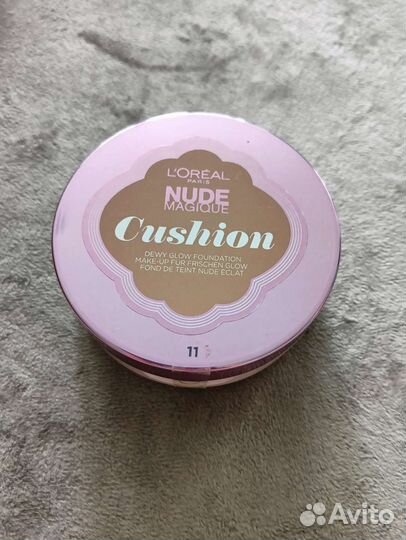 L'ORÉAL
PARIS
NUDE
MAGIQUE
Cushion
DEWY GLOW FOUNDATION
MAKE-UP FÜR FRISCHEN GLOW
FOND DE TEINT NUDE ÉCLAT
11
Avito